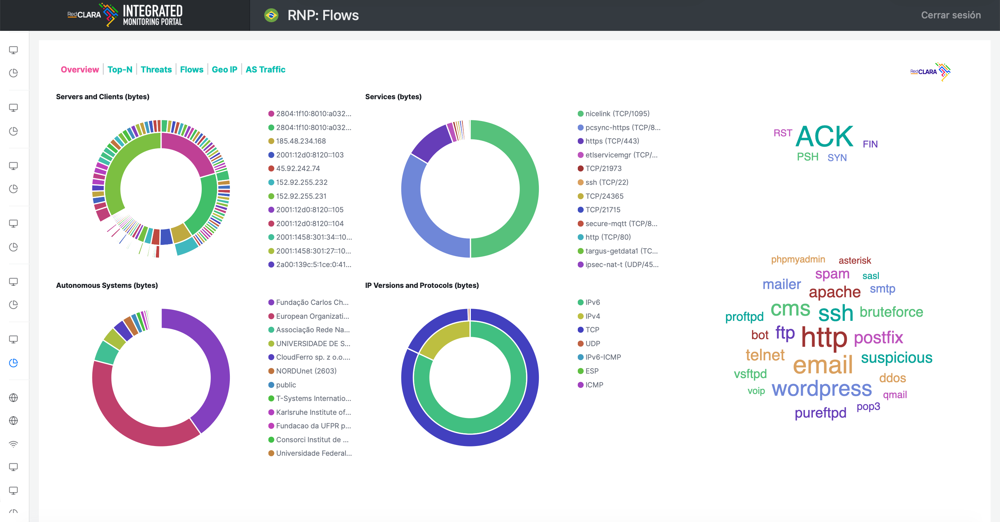 RedCLARA INTEGRATED
MONITORING PORTAL
RNP: Flows
Cerrar sesión
Overview Top-N Threats Flows Geo IP AS Traffic
RedCLARA
Servers and Clients (bytes)
2804:1f10:8010:a032...
2804:1f10:8010:a032...
185.48.234.168
2001:12d0:8120::103
45.92.242.74
152.92.255.232
152.92.255.231
2001:12d0:8120::105
2001:12d0:8120::104
2001:1458:301:34::10...
2001:1458:301:27::10...
2a00:139c:5:1ce:0:41...
Services (bytes)
nicelink (TCP/1095)
pcsync-https (TCP/8...
https (TCP/443)
etlservicemgr (TCP/...
TCP/21973
ssh (TCP/22)
TCP/24365
TCP/21715
secure-mqtt (TCP/8...
http (TCP/80)
targus-getdata1 (TC...
ipsec-nat-t (UDP/45...
RST ACK FIN
PSH SYN
Autonomous Systems (bytes)
Fundação Carlos Ch...
European Organizati...
Associação Rede Na...
UNIVERSIDADE DE S...
CloudFerro sp. z o.o....
NORDUnet (2603)
public
T-Systems Internatio...
Karlsruhe Institute of...
Fundacao da UFPR p...
Consorci Institut de ...
Universidade Federal...
IP Versions and Protocols (bytes)
IPv6
IPv4
TCP
UDP
IPv6-ICMP
ESP
ICMP
phpmyadmin asterisk
spam sasl
mailer apache smtp
proftpd cms ssh bruteforce
bot ftp http postfix
telnet email suspicious
vsftpd ddos
voip wordpress qmail
pureftpd pop3